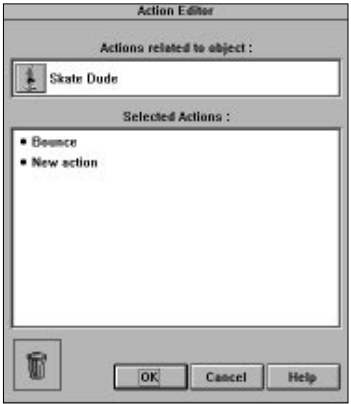 Action Editor
Actions related to object :
Skate Dude
Selected Actions :
• Bounce
• New action
OK Cancel Help